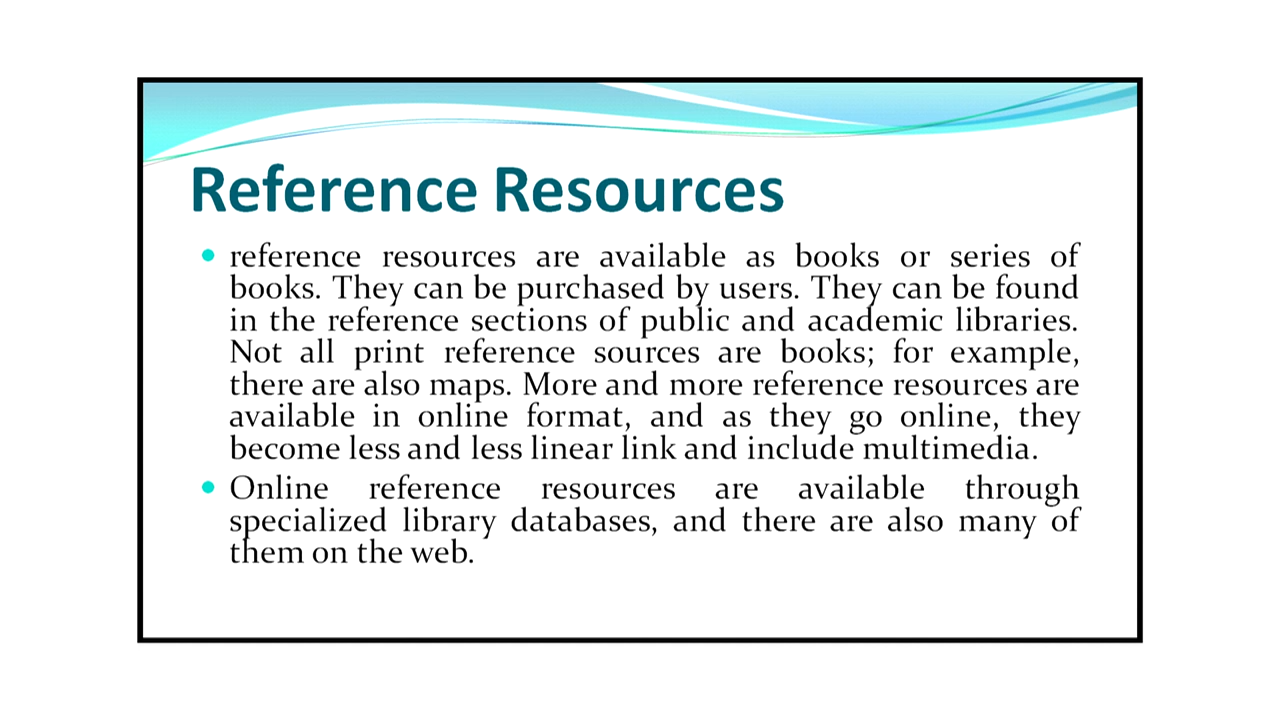 Reference Resources
reference resources are available as books or series of
books. They can be purchased by users. They can be found
in the reference sections of public and academic libraries.
Not all print reference sources are books; for example,
there are also maps. More and more reference resources are
available in online format, and as they go online, they
become less and less linear link and include multimedia.
Online reference resources are available through
specialized library databases, and there are also many of
them on the web.